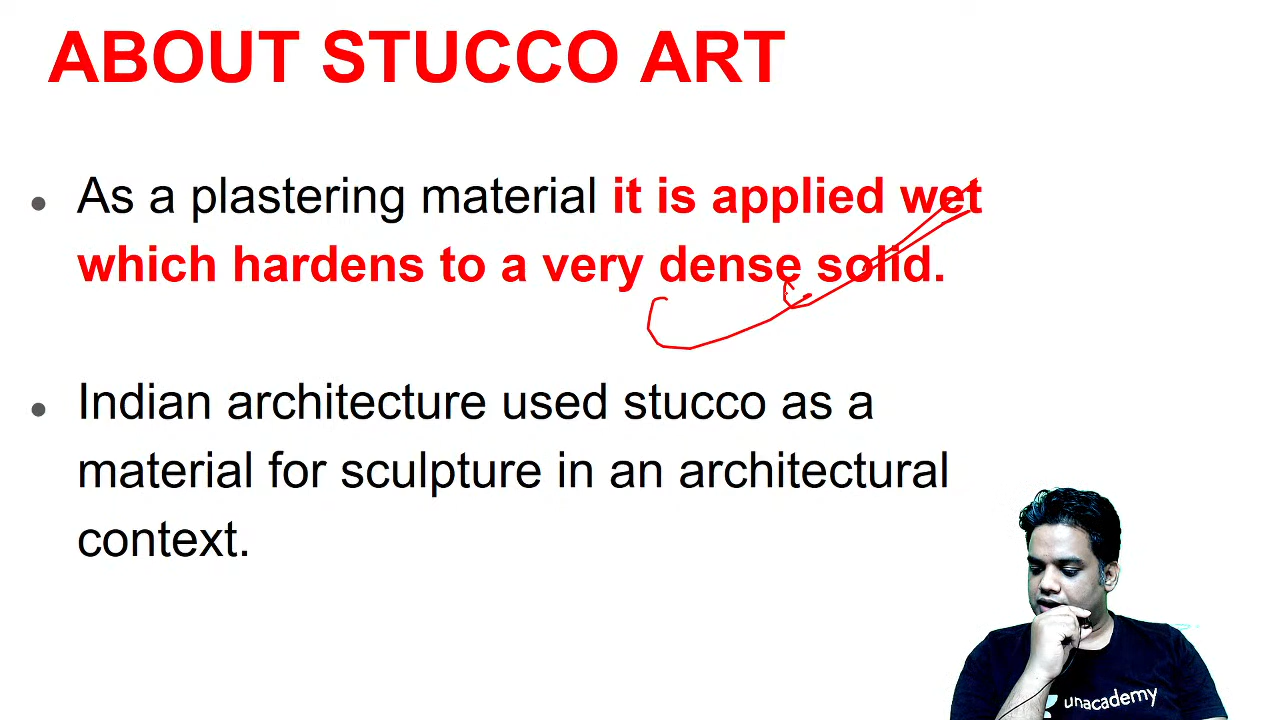 ABOUT STUCCO ART
● As a plastering material it is applied wet
which hardens to a very dense solid.
● Indian architecture used stucco as a
material for sculpture in an architectural
context.
unacademy